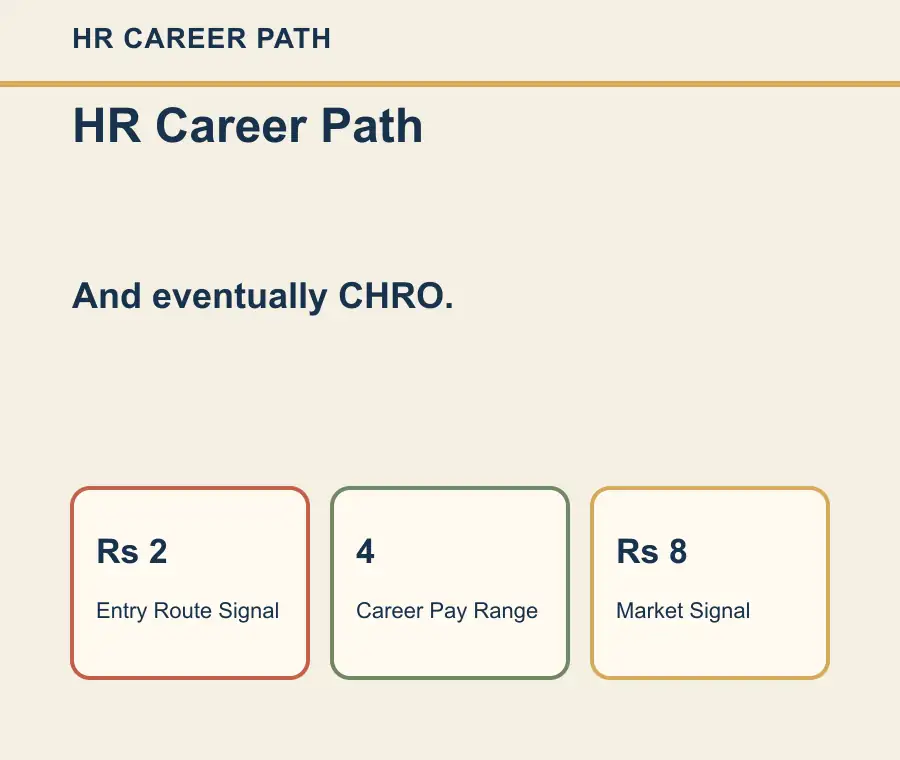 HR CAREER PATH
HR Career Path
And eventually CHRO.
Rs 2
Entry Route Signal
4
Career Pay Range
Rs 8
Market Signal